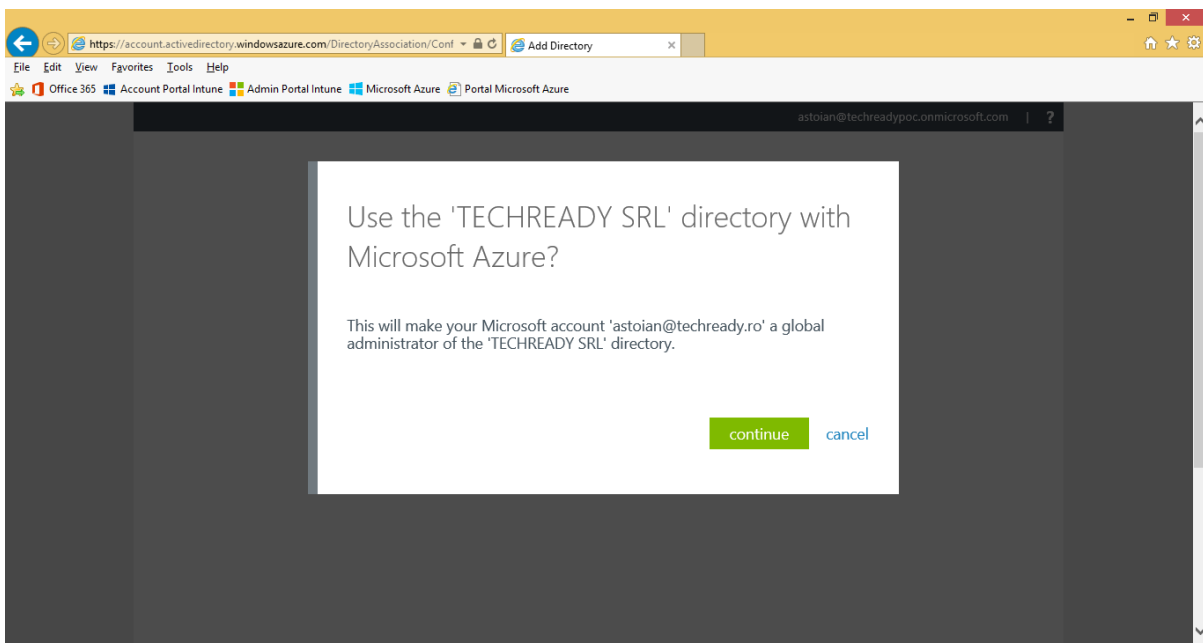 https://account.activedirectory.windowsazure.com/DirectoryAssociation/Conf
Add Directory
File Edit View Favorites Tools Help
Office 365 Account Portal Intune Admin Portal Intune Microsoft Azure Portal Microsoft Azure
astoian@techreadypoc.onmicrosoft.com | ?
Use the 'TECHREADY SRL' directory with
Microsoft Azure?
This will make your Microsoft account 'astoian@techready.ro' a global
administrator of the 'TECHREADY SRL' directory.
continue cancel